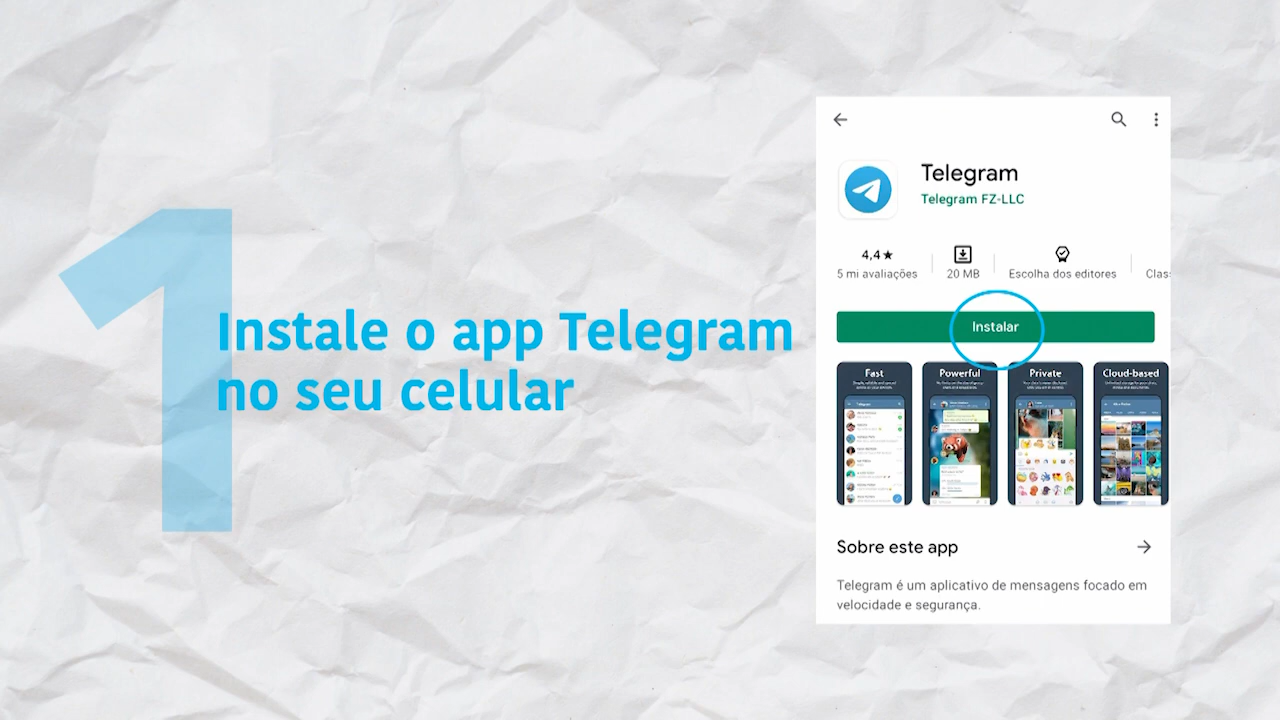 1
Instale o app Telegram
no seu celular
Telegram
Telegram FZ-LLC
4,4★
5 mi avaliações
20 MB
Escolha dos editores
Clas
Instalar
Fast
Powerful
Private
Cloud-based
Sobre este app
Telegram é um aplicativo de mensagens focado em
velocidade e segurança.